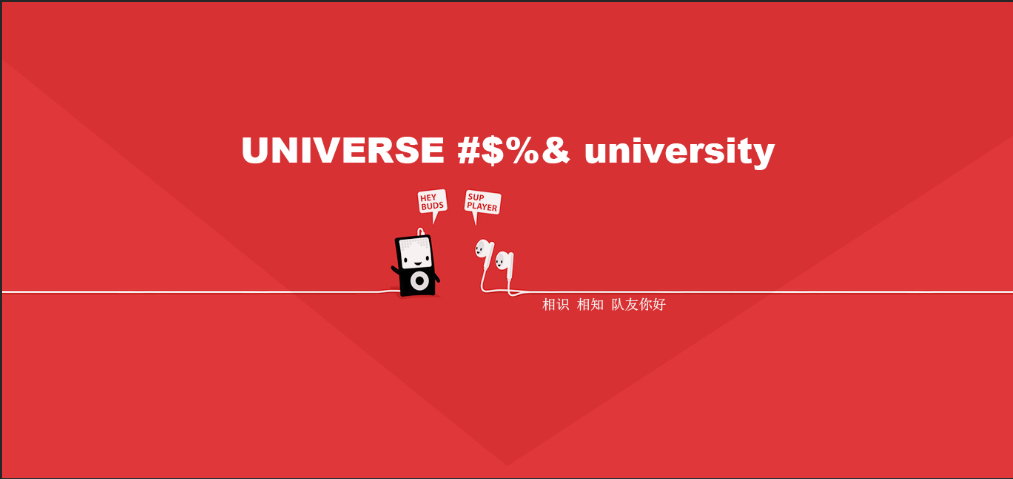 UNIVERSE #$%& university
HEY
BUDS
SUP
PLAYER
相识 相知 队友你好